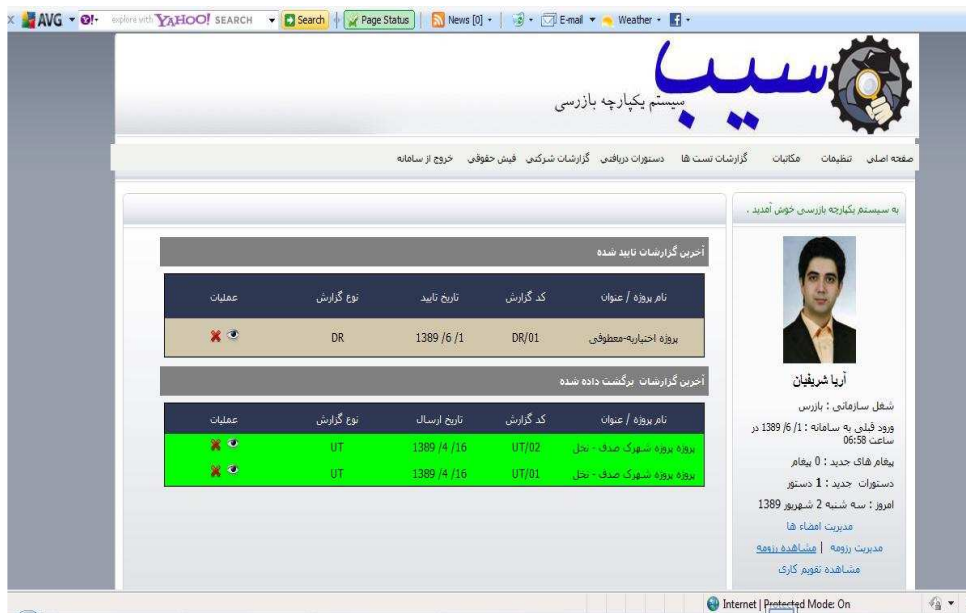 AVG explore with YAHOO! SEARCH Search Page Status News [0] E-mail Weather
سیب
سیستم یکپارچه بازرسی
صفحه اصلی تنظیمات مکاتبات گزارشات تست ها دستورات دریافتی گزارشات شرکتی فیش حقوقی خروج از سامانه
به سیستم یکپارچه بازرسی خوش آمدید .
آریا شریفیان
شغل سازمانی : بازرس
ورود قبلی به سامانه : 1/ 6/ 1389 در
ساعت 06:58
پیغام های جدید : 0 پیغام
دستورات جدید : 1 دستور
امروز : سه شنبه 2 شهریور 1389
مدیریت امضاء ها
مدیریت رزومه | مشاهده رزومه
مشاهده تقویم کاری
آخرین گزارشات تایید شده
نام پروژه / عنوان کد گزارش تاریخ تایید نوع گزارش عملیات
پروژه اختیاریه-معطوفی DR/01 1389 /6 /1 DR
آخرین گزارشات برگشت داده شده
نام پروژه / عنوان کد گزارش تاریخ ارسال نوع گزارش عملیات
پروژه پروژه شهرک صدف - نخل UT/02 1389 /4 /16 UT
پروژه پروژه شهرک صدف - نخل UT/01 1389 /4 /16 UT
Internet | Protected Mode: On